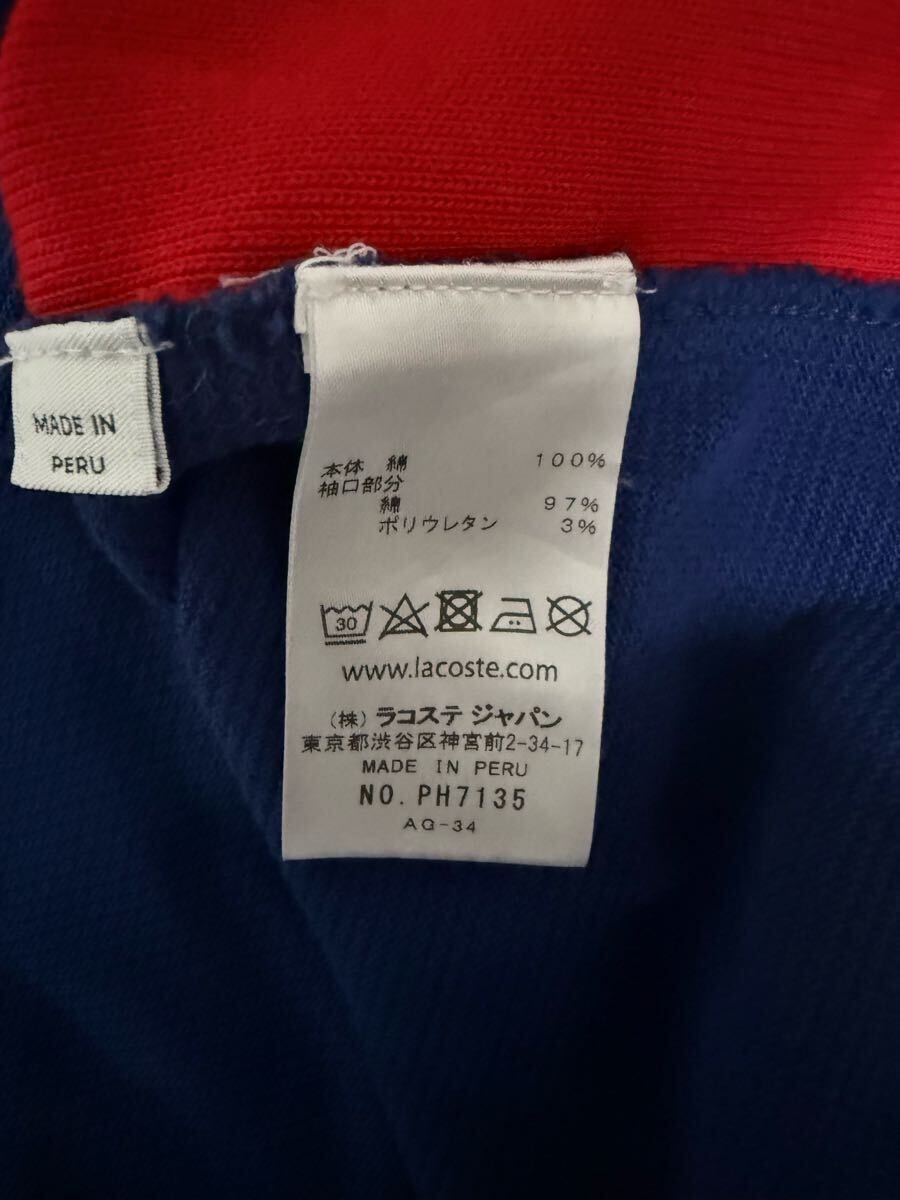 MADE IN
PERU
本体 綿 100%
袖口部分
綿 97%
ポリウレタン 3%
30
www.lacoste.com
(株) ラコステ ジャパン
東京都渋谷区神宮前2-34-17
MADE IN PERU
NO. PH7135
AG-34